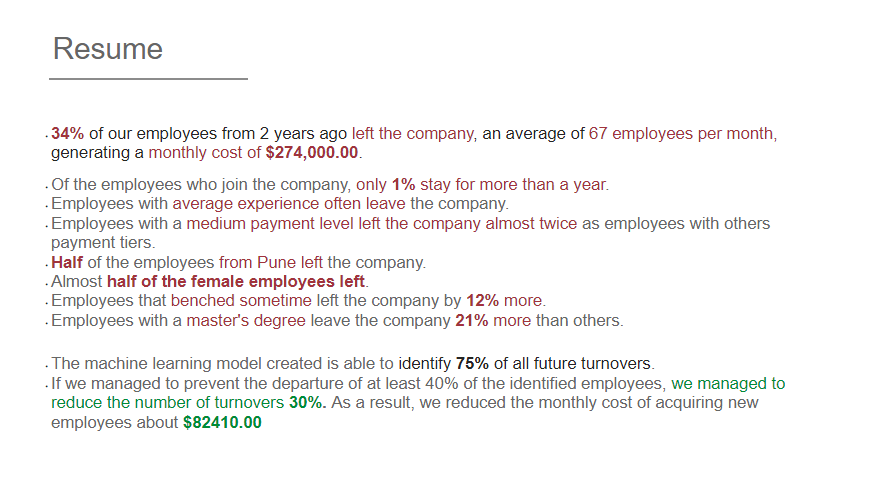 Resume
. 34% of our employees from 2 years ago left the company, an average of 67 employees per month,
generating a monthly cost of $274,000.00.
. Of the employees who join the company, only 1% stay for more than a year.
. Employees with average experience often leave the company.
. Employees with a medium payment level left the company almost twice as employees with others
payment tiers.
. Half of the employees from Pune left the company.
. Almost half of the female employees left.
. Employees that benched sometime left the company by 12% more.
. Employees with a master's degree leave the company 21% more than others.
. The machine learning model created is able to identify 75% of all future turnovers.
. If we managed to prevent the departure of at least 40% of the identified employees, we managed to
reduce the number of turnovers 30%. As a result, we reduced the monthly cost of acquiring new
employees about $82410.00